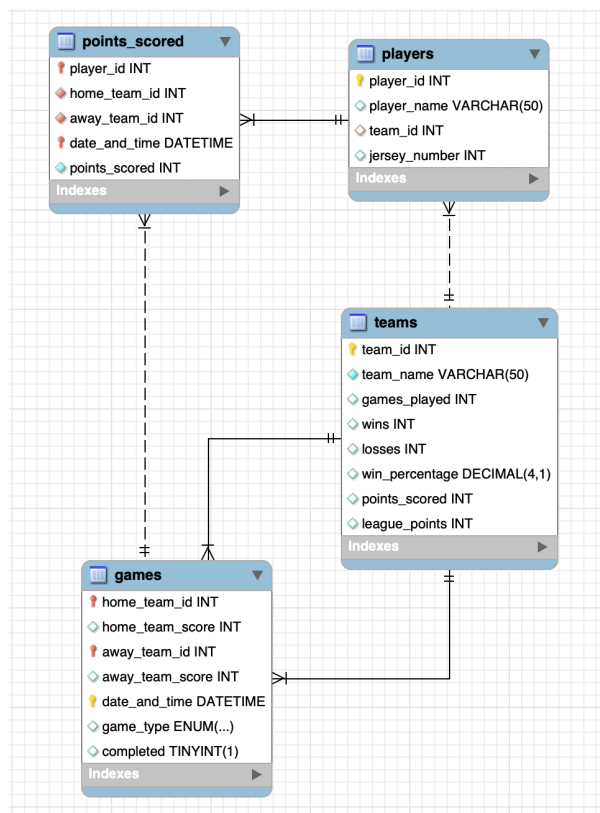 points_scored
player_id INT
home_team_id INT
away_team_id INT
date_and_time DATETIME
points_scored INT
Indexes
players
player_id INT
player_name VARCHAR(50)
team_id INT
jersey_number INT
Indexes
teams
team_id INT
team_name VARCHAR(50)
games_played INT
wins INT
losses INT
win_percentage DECIMAL(4,1)
points_scored INT
league_points INT
Indexes
games
home_team_id INT
home_team_score INT
away_team_id INT
away_team_score INT
date_and_time DATETIME
game_type ENUM(...)
completed TINYINT(1)
Indexes